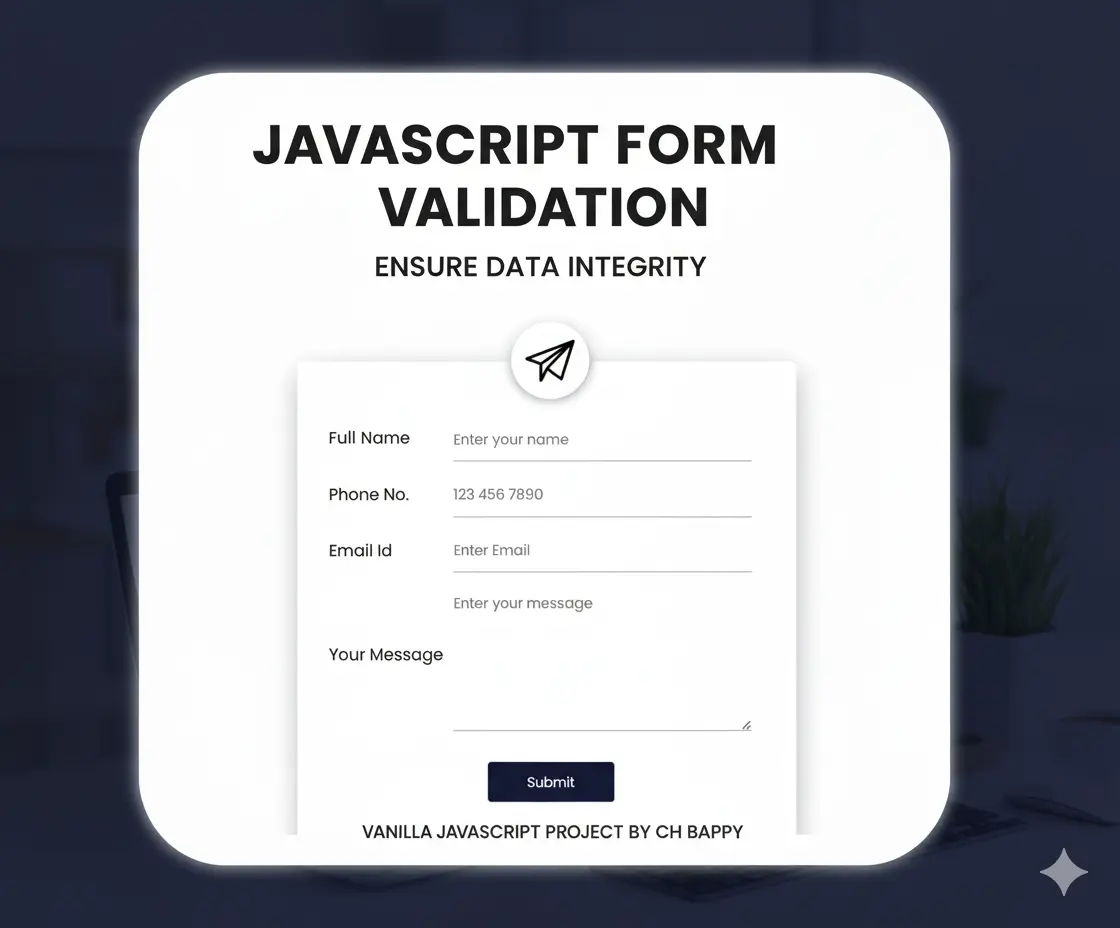 JAVASCRIPT FORM
VALIDATION
ENSURE DATA INTEGRITY
Full Name
Enter your name
Phone No.
123 456 7890
Email Id
Enter Email
Enter your message
Your Message
Submit
VANILLA JAVASCRIPT PROJECT BY CH BAPPY